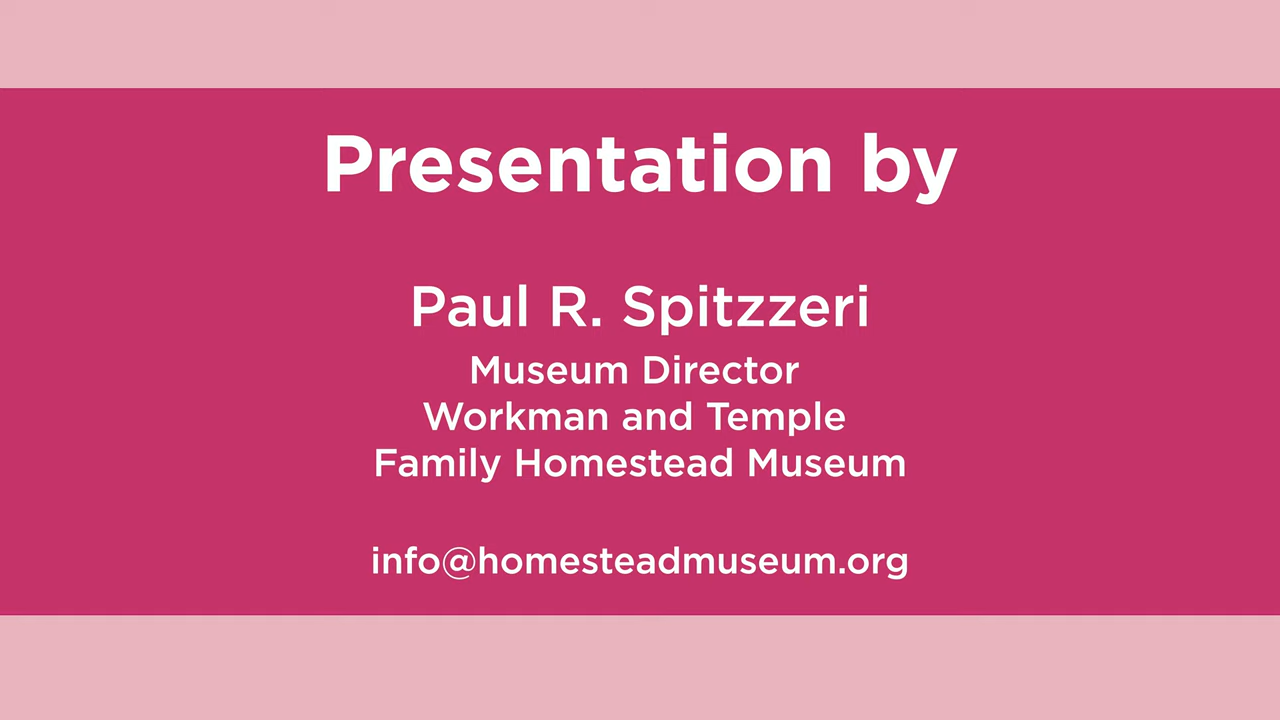 Presentation by
Paul R. Spitzzeri
Museum Director
Workman and Temple
Family Homestead Museum
info@homesteadmuseum.org